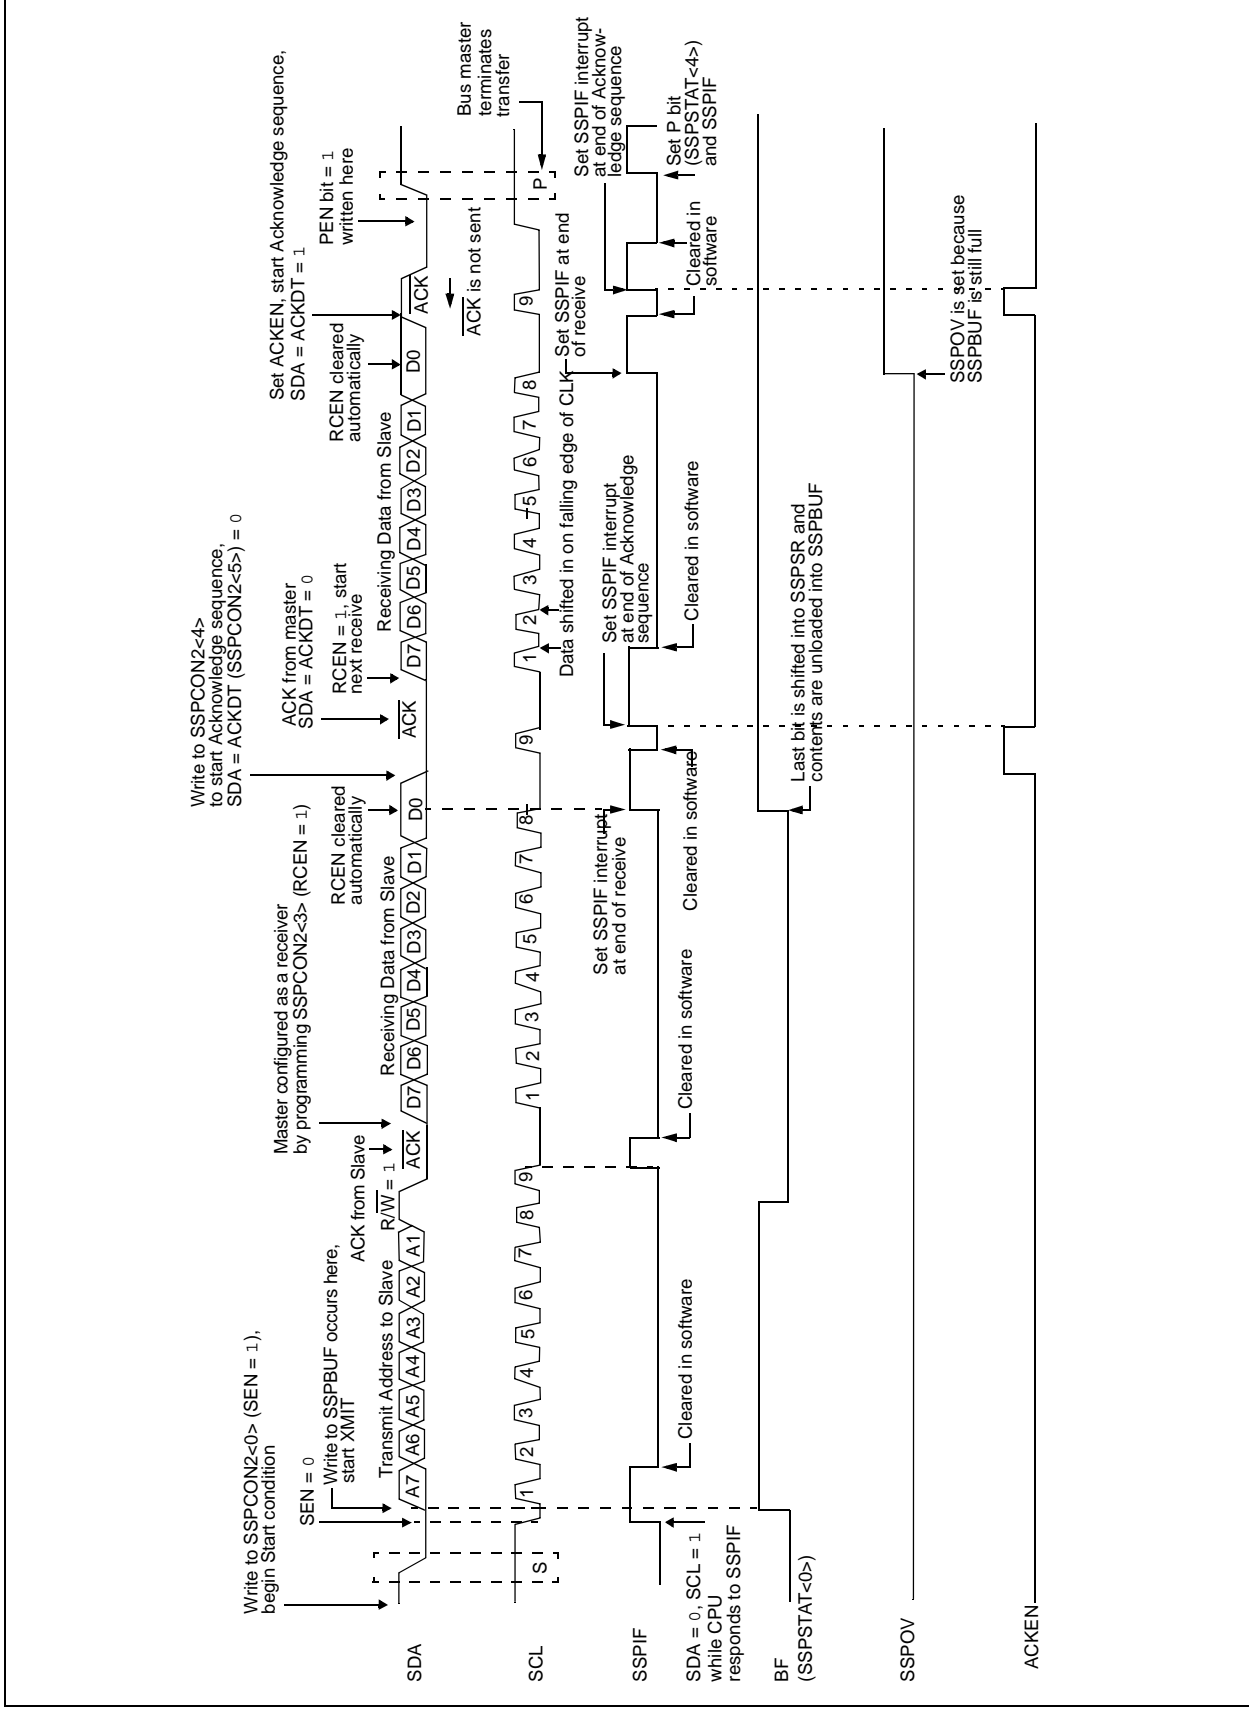 Write to SSPCON2<0> (SEN = 1),
begin Start condition
SEN = 0
Write to SSPBUF occurs here,
start XMIT
Transmit Address to Slave
R/W = 1
ACK from Slave
Master configured as a receiver
by programming SSPCON2<3> (RCEN = 1)
Receiving Data from Slave
RCEN cleared
automatically
Write to SSPCON2<4>
to start Acknowledge sequence,
SDA = ACKDT (SSPCON2<5>) = 0
ACK from master
SDA = ACKDT = 0
RCEN = 1, start
next receive
Receiving Data from Slave
RCEN cleared
automatically
Set ACKEN, start Acknowledge sequence,
SDA = ACKDT = 1
PEN bit = 1
written here
SDA
A7 A6 A5 A4 A3 A2 A1 ACK D7 D6 D5 D4 D3 D2 D1 D0 ACK D7 D6 D5 D4 D3 D2 D1 D0 ACK
ACK is not sent
Bus master
terminates
transfer
SCL
S 1 2 3 4 5 6 7 8 9 1 2 3 4 5 6 7 8 9 1 2 3 4 5 6 7 8 9 P
Data shifted in on falling edge of CLK
Set SSPIF at end
of receive
Set SSPIF interrupt
at end of receive
Set SSPIF interrupt
at end of Acknowledge
sequence
Set SSPIF interrupt
at end of Acknow-
ledge sequence
SSPIF
Cleared in software
Cleared in software
Cleared in software
Cleared in software
Cleared in
software
Set P bit
(SSPSTAT<4>)
and SSPIF
SDA = 0, SCL = 1
while CPU
responds to SSPIF
BF
(SSPSTAT<0>)
Last bit is shifted into SSPSR and
contents are unloaded into SSPBUF
SSPOV
SSPOV is set because
SSPBUF is still full
ACKEN